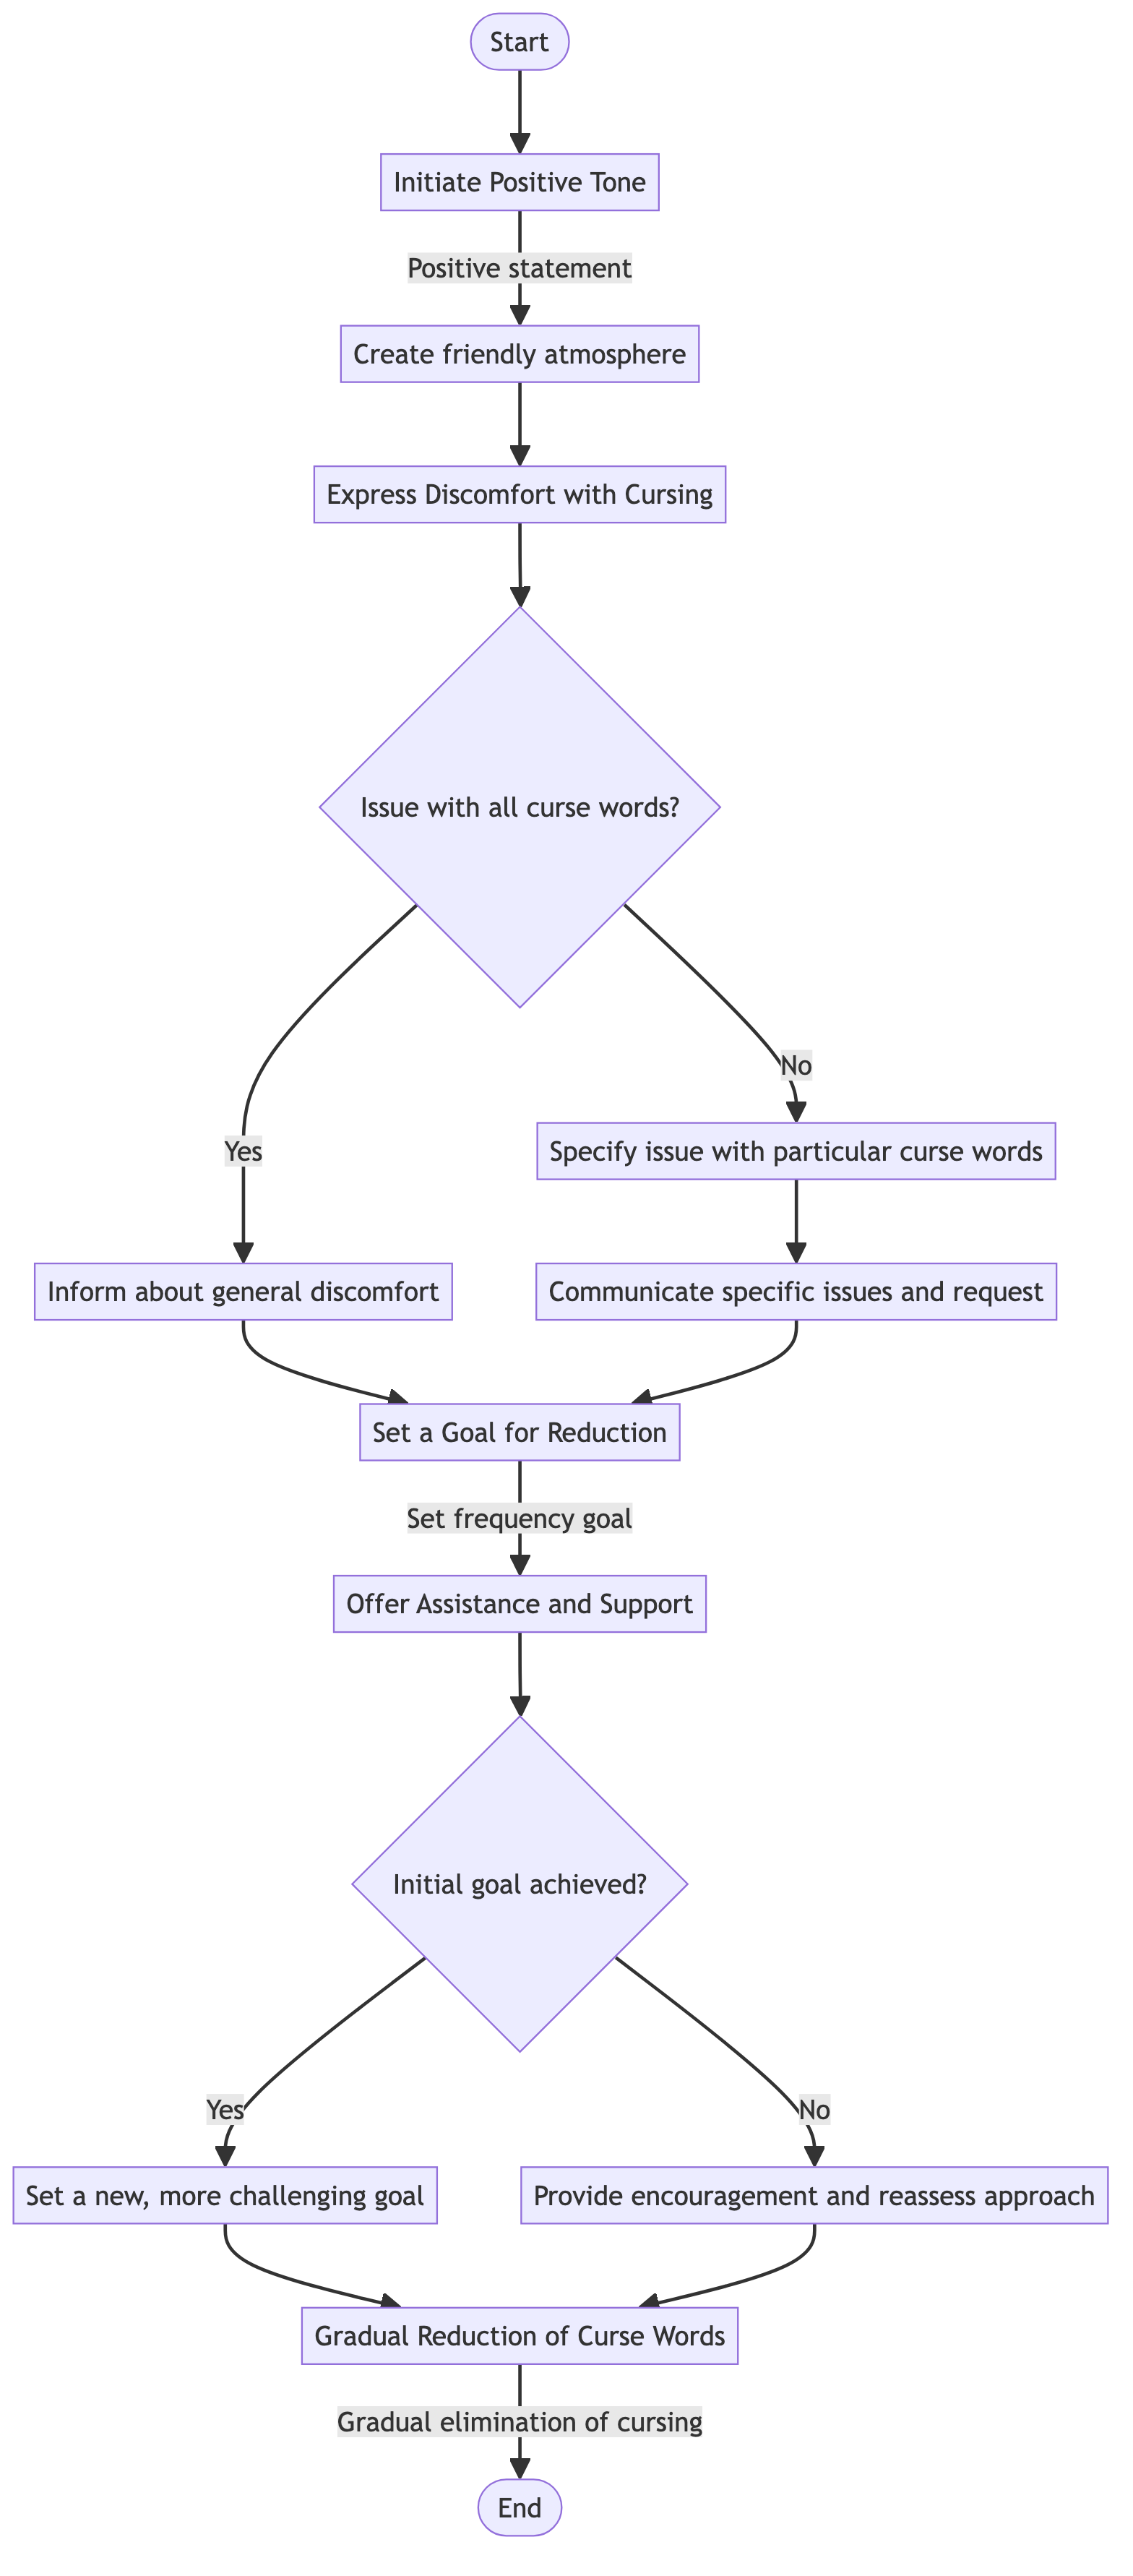 Start
Initiate Positive Tone
Positive statement
Create friendly atmosphere
Express Discomfort with Cursing
Issue with all curse words?
No
Yes
Specify issue with particular curse words
Inform about general discomfort
Communicate specific issues and request
Set a Goal for Reduction
Set frequency goal
Offer Assistance and Support
Initial goal achieved?
Yes
No
Set a new, more challenging goal
Provide encouragement and reassess approach
Gradual Reduction of Curse Words
Gradual elimination of cursing
End